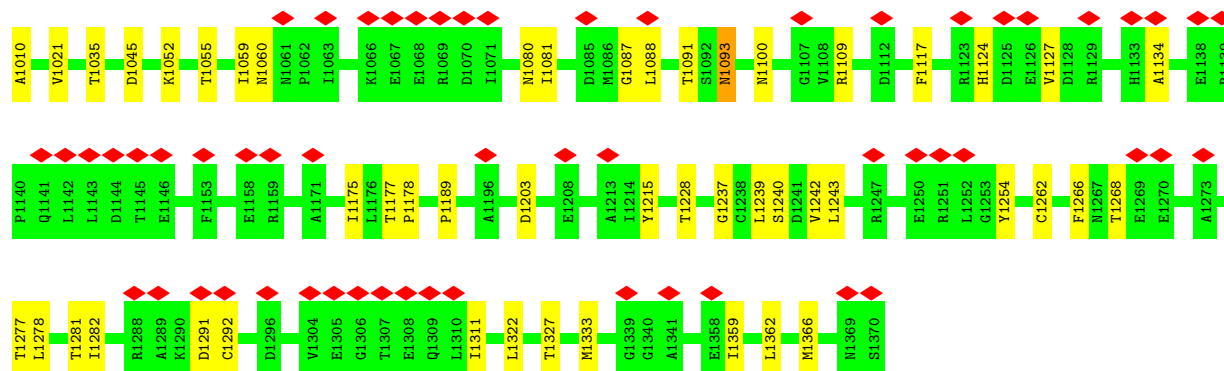 A1010 V1021 T1035 D1045 K1052 T1055 I1059 N1060 N1061 P1062 I1063 K1066 E1067 E1068 R1069 D1070 I1071 N1080 I1081 D1085 M1086 G1087 L1088 T1091 S1092 N1093 N1100 G1107 V1108 R1109 D1112 F1117 R1123 H1124 D1125 E1126 V1127 D1128 R1129 H1133 A1134 E1138
P1140 Q1141 L1142 L1143 D1144 T1145 E1146 F1153 E1158 R1159 A1171 I1175 L1176 T1177 P1178 P1189 A1196 D1203 E1208 A1213 I1214 Y1215 T1228 G1237 C1238 L1239 S1240 D1241 V1242 L1243 R1247 E1250 R1251 L1252 G1253 Y1254 C1262 F1266 N1267 T1268 E1269 E1270 A1273
T1277 L1278 T1281 I1282 R1288 A1289 K1290 D1291 C1292 D1296 V1304 E1305 G1306 T1307 E1308 Q1309 L1310 I1311 L1322 T1327 M1333 G1339 G1340 A1341 E1358 I1359 L1362 M1366 N1369 S1370